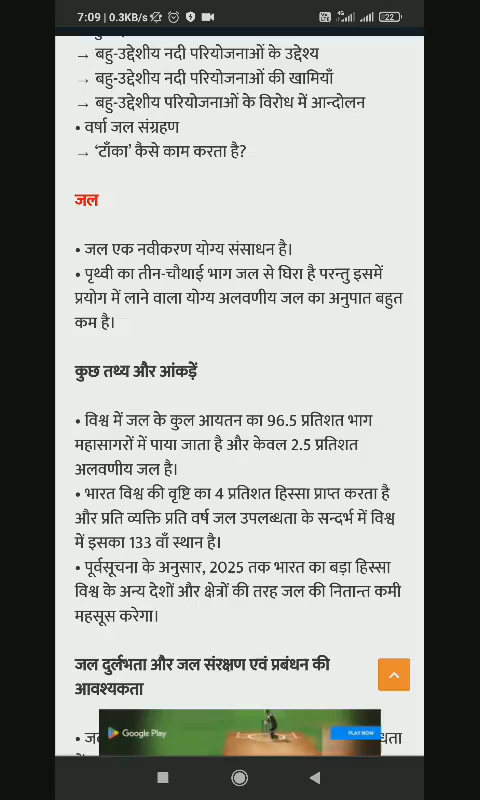 7:09 | 0.3KB/s
4G
22
→ बहु-उद्देशीय नदी परियोजनाओं के उद्देश्य
→ बहु-उद्देशीय नदी परियोजनाओं की खामियाँ
→ बहु-उद्देशीय परियोजनाओं के विरोध में आन्दोलन
• वर्षा जल संग्रहण
→ ‘टाँका’ कैसे काम करता है?
जल
• जल एक नवीकरण योग्य संसाधन है।
• पृथ्वी का तीन-चौथाई भाग जल से घिरा है परन्तु इसमें
प्रयोग में लाने वाला योग्य अलवणीय जल का अनुपात बहुत
कम है।
कुछ तथ्य और आंकड़ें
• विश्व में जल के कुल आयतन का 96.5 प्रतिशत भाग
महासागरों में पाया जाता है और केवल 2.5 प्रतिशत
अलवणीय जल है।
• भारत विश्व की वृष्टि का 4 प्रतिशत हिस्सा प्राप्त करता है
और प्रति व्यक्ति प्रति वर्ष जल उपलब्धता के सन्दर्भ में विश्व
में इसका 133 वाँ स्थान है।
• पूर्वसूचना के अनुसार, 2025 तक भारत का बड़ा हिस्सा
विश्व के अन्य देशों और क्षेत्रों की तरह जल की नितान्त कमी
महसूस करेगा।
जल दुर्लभता और जल संरक्षण एवं प्रबंधन की
आवश्यकता
Google Play
PLAY NOW